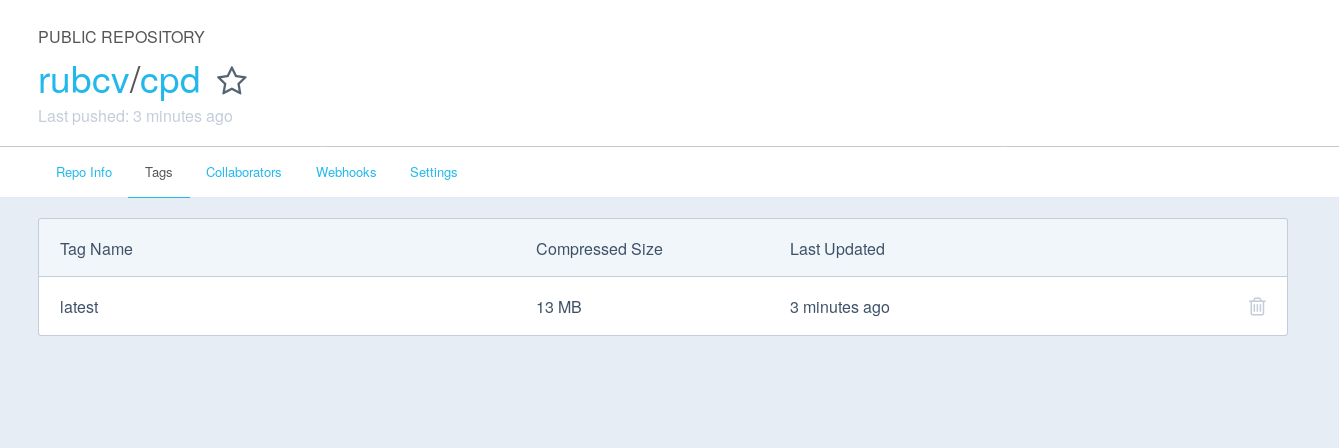 PUBLIC REPOSITORY
rubcv/cpd
Last pushed: 3 minutes ago
Repo Info Tags Collaborators Webhooks Settings
Tag Name Compressed Size Last Updated
latest 13 MB 3 minutes ago